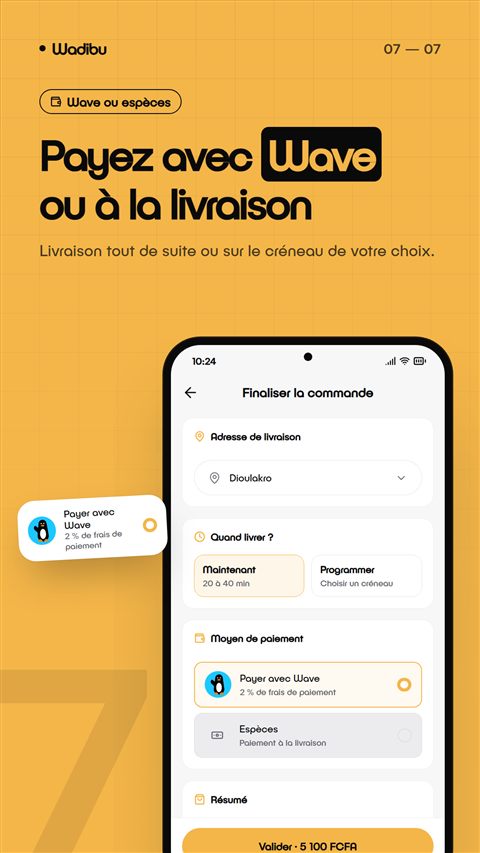 Wadibu
07 — 07
Wave ou espèces
Payez avec Wave
ou à la livraison
Livraison tout de suite ou sur le créneau de votre choix.
10:24
Finaliser la commande
Adresse de livraison
Dioulakro
Payer avec
Wave
2 % de frais de
paiement
Quand livrer ?
Maintenant
20 à 40 min
Programmer
Choisir un créneau
Moyen de paiement
Payer avec Wave
2 % de frais de paiement
Espèces
Paiement à la livraison
Résumé
Valider · 5 100 FCFA
7